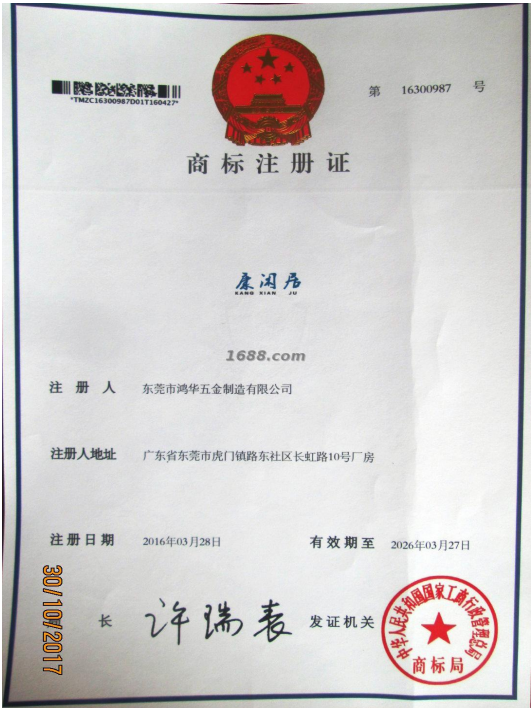 *TMZC16300987D01T160427*
第 16300987 号
商标注册证
康闲居
KANG XIAN JU
1688.com
注册人 东莞市鸿华五金制造有限公司
注册人地址 广东省东莞市虎门镇路东社区长虹路10号厂房
注册日期 2016年03月28日 有效期至 2026年03月27日
长 许瑞表 发证机关
中华人民共和国国家工商行政管理总局
商标局
30/10/2017